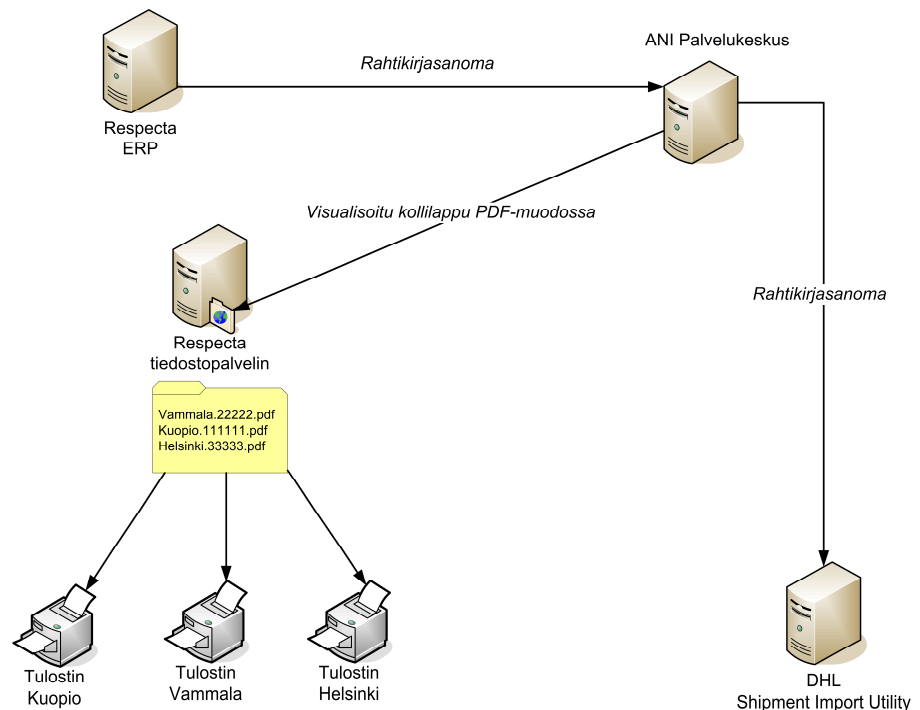 ANI Palvelukeskus
Rahtikirjasanoma
Respecta
ERP
Visualisoitu kollilappu PDF-muodossa
Rahtikirjasanoma
Respecta
tiedostopalvelin
Vammala.22222.pdf
Kuopio.111111.pdf
Helsinki.33333.pdf
Tulostin
Kuopio
Tulostin
Vammala
Tulostin
Helsinki
DHL
Shipment Import Utility